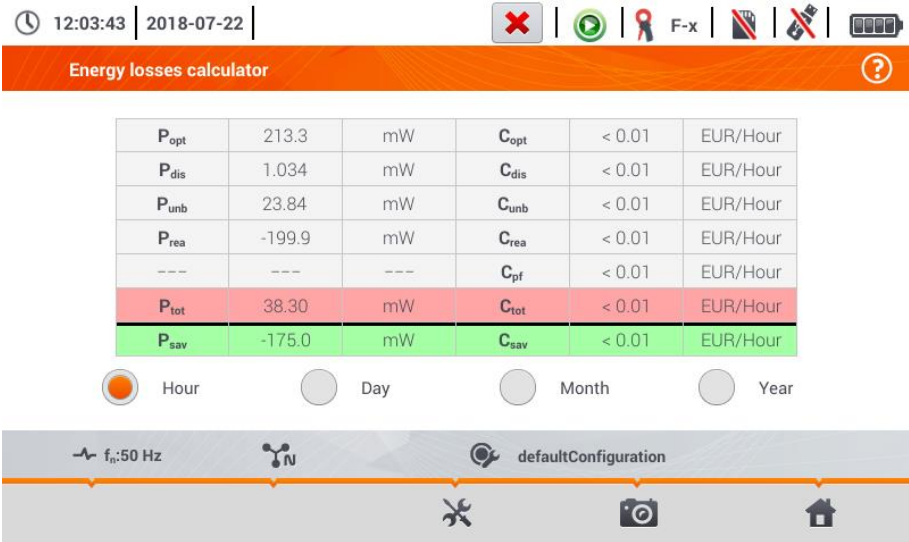 12:03:43 2018-07-22 F-x
Energy losses calculator ?
Popt 213.3 mW Copt < 0.01 EUR/Hour
Pdis 1.034 mW Cdis < 0.01 EUR/Hour
Punb 23.84 mW Cunb < 0.01 EUR/Hour
Prea -199.9 mW Crea < 0.01 EUR/Hour
--- --- --- Cpf < 0.01 EUR/Hour
Ptot 38.30 mW Ctot < 0.01 EUR/Hour
Psav -175.0 mW Csav < 0.01 EUR/Hour
Hour Day Month Year
fn:50 Hz N defaultConfiguration